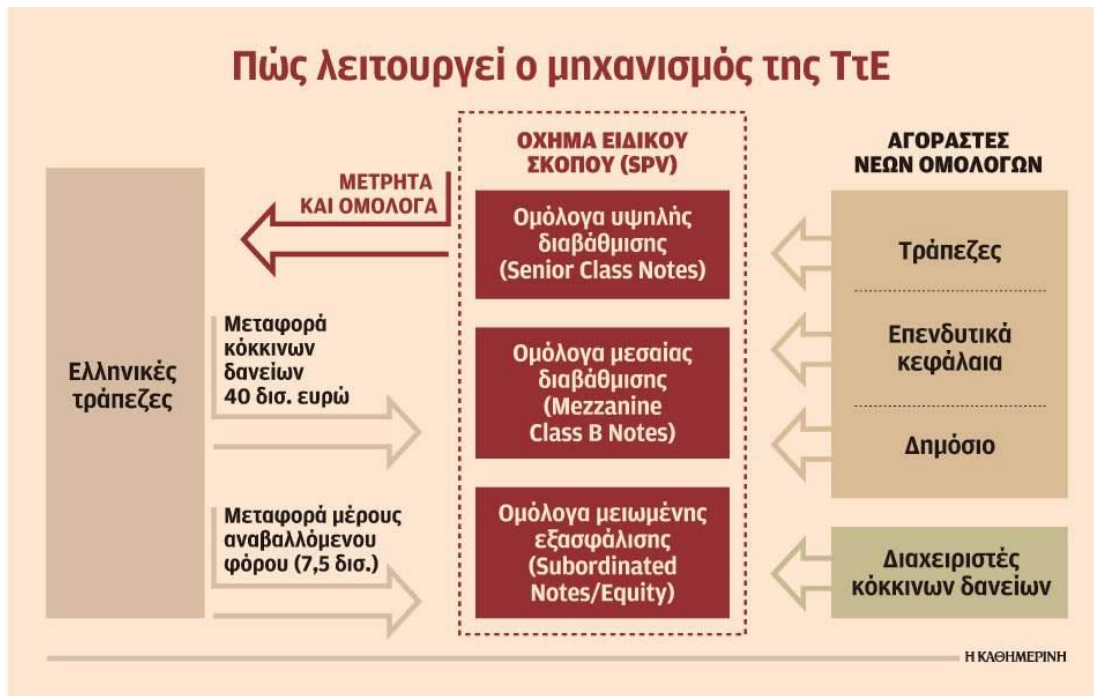 Πώς λειτουργεί ο μηχανισμός της ΤτΕ
Ελληνικές
τράπεζες
ΜΕΤΡΗΤΑ
ΚΑΙ ΟΜΟΛΟΓΑ
Μεταφορά
κόκκινων
δανείων
40 δισ. ευρώ
Μεταφορά μέρους
αναβαλλόμενου
φόρου (7,5 δισ.)
ΟΧΗΜΑ ΕΙΔΙΚΟΥ
ΣΚΟΠΟΥ (SPV)
Ομόλογα υψηλής
διαβάθμισης
(Senior Class Notes)
Ομόλογα μεσαίας
διαβάθμισης
(Mezzanine
Class B Notes)
Ομόλογα μειωμένης
εξασφάλισης
(Subordinated
Notes/Equity)
ΑΓΟΡΑΣΤΕΣ
ΝΕΩΝ ΟΜΟΛΟΓΩΝ
Τράπεζες
Επενδυτικά
κεφάλαια
Δημόσιο
Διαχειριστές
κόκκινων δανείων
Η ΚΑΘΗΜΕΡΙΝΗ